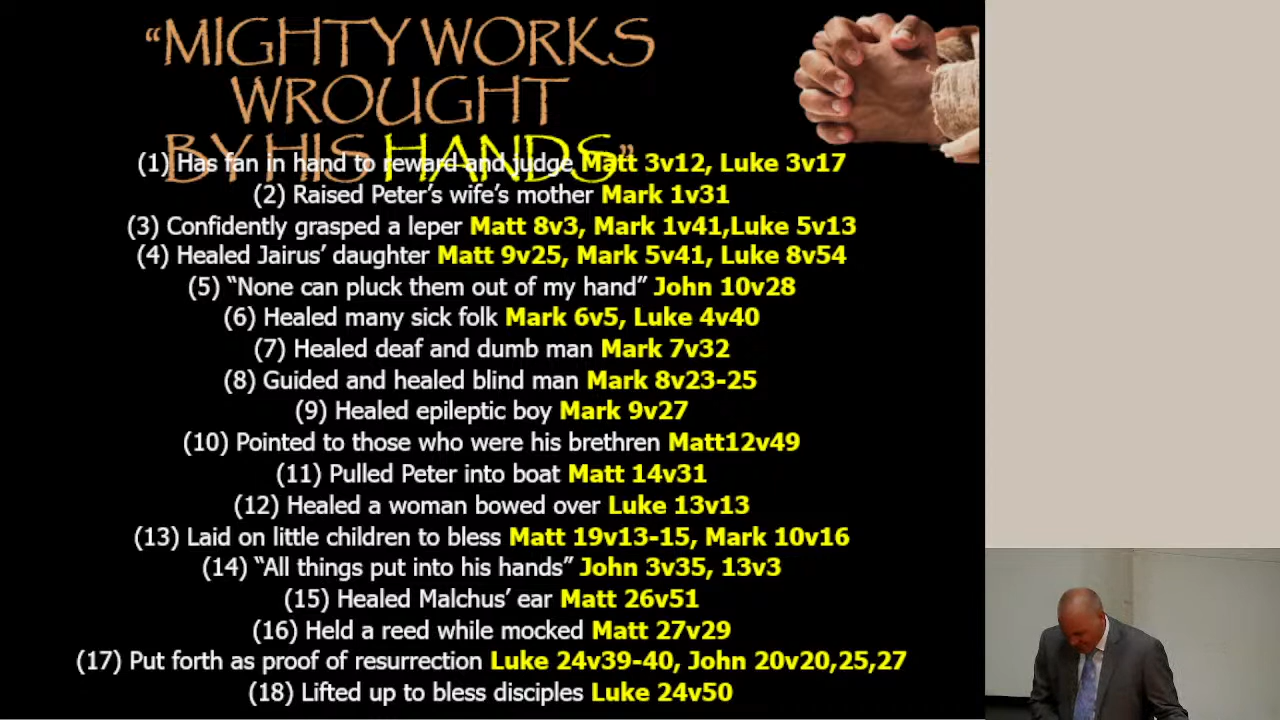 “MIGHTY WORKS
WROUGHT
BY HIS HANDS”
(1) Has fan in hand to reward and judge Matt 3v12, Luke 3v17
(2) Raised Peter’s wife’s mother Mark 1v31
(3) Confidently grasped a leper Matt 8v3, Mark 1v41,Luke 5v13
(4) Healed Jairus’ daughter Matt 9v25, Mark 5v41, Luke 8v54
(5) “None can pluck them out of my hand” John 10v28
(6) Healed many sick folk Mark 6v5, Luke 4v40
(7) Healed deaf and dumb man Mark 7v32
(8) Guided and healed blind man Mark 8v23-25
(9) Healed epileptic boy Mark 9v27
(10) Pointed to those who were his brethren Matt12v49
(11) Pulled Peter into boat Matt 14v31
(12) Healed a woman bowed over Luke 13v13
(13) Laid on little children to bless Matt 19v13-15, Mark 10v16
(14) “All things put into his hands” John 3v35, 13v3
(15) Healed Malchus’ ear Matt 26v51
(16) Held a reed while mocked Matt 27v29
(17) Put forth as proof of resurrection Luke 24v39-40, John 20v20,25,27
(18) Lifted up to bless disciples Luke 24v50